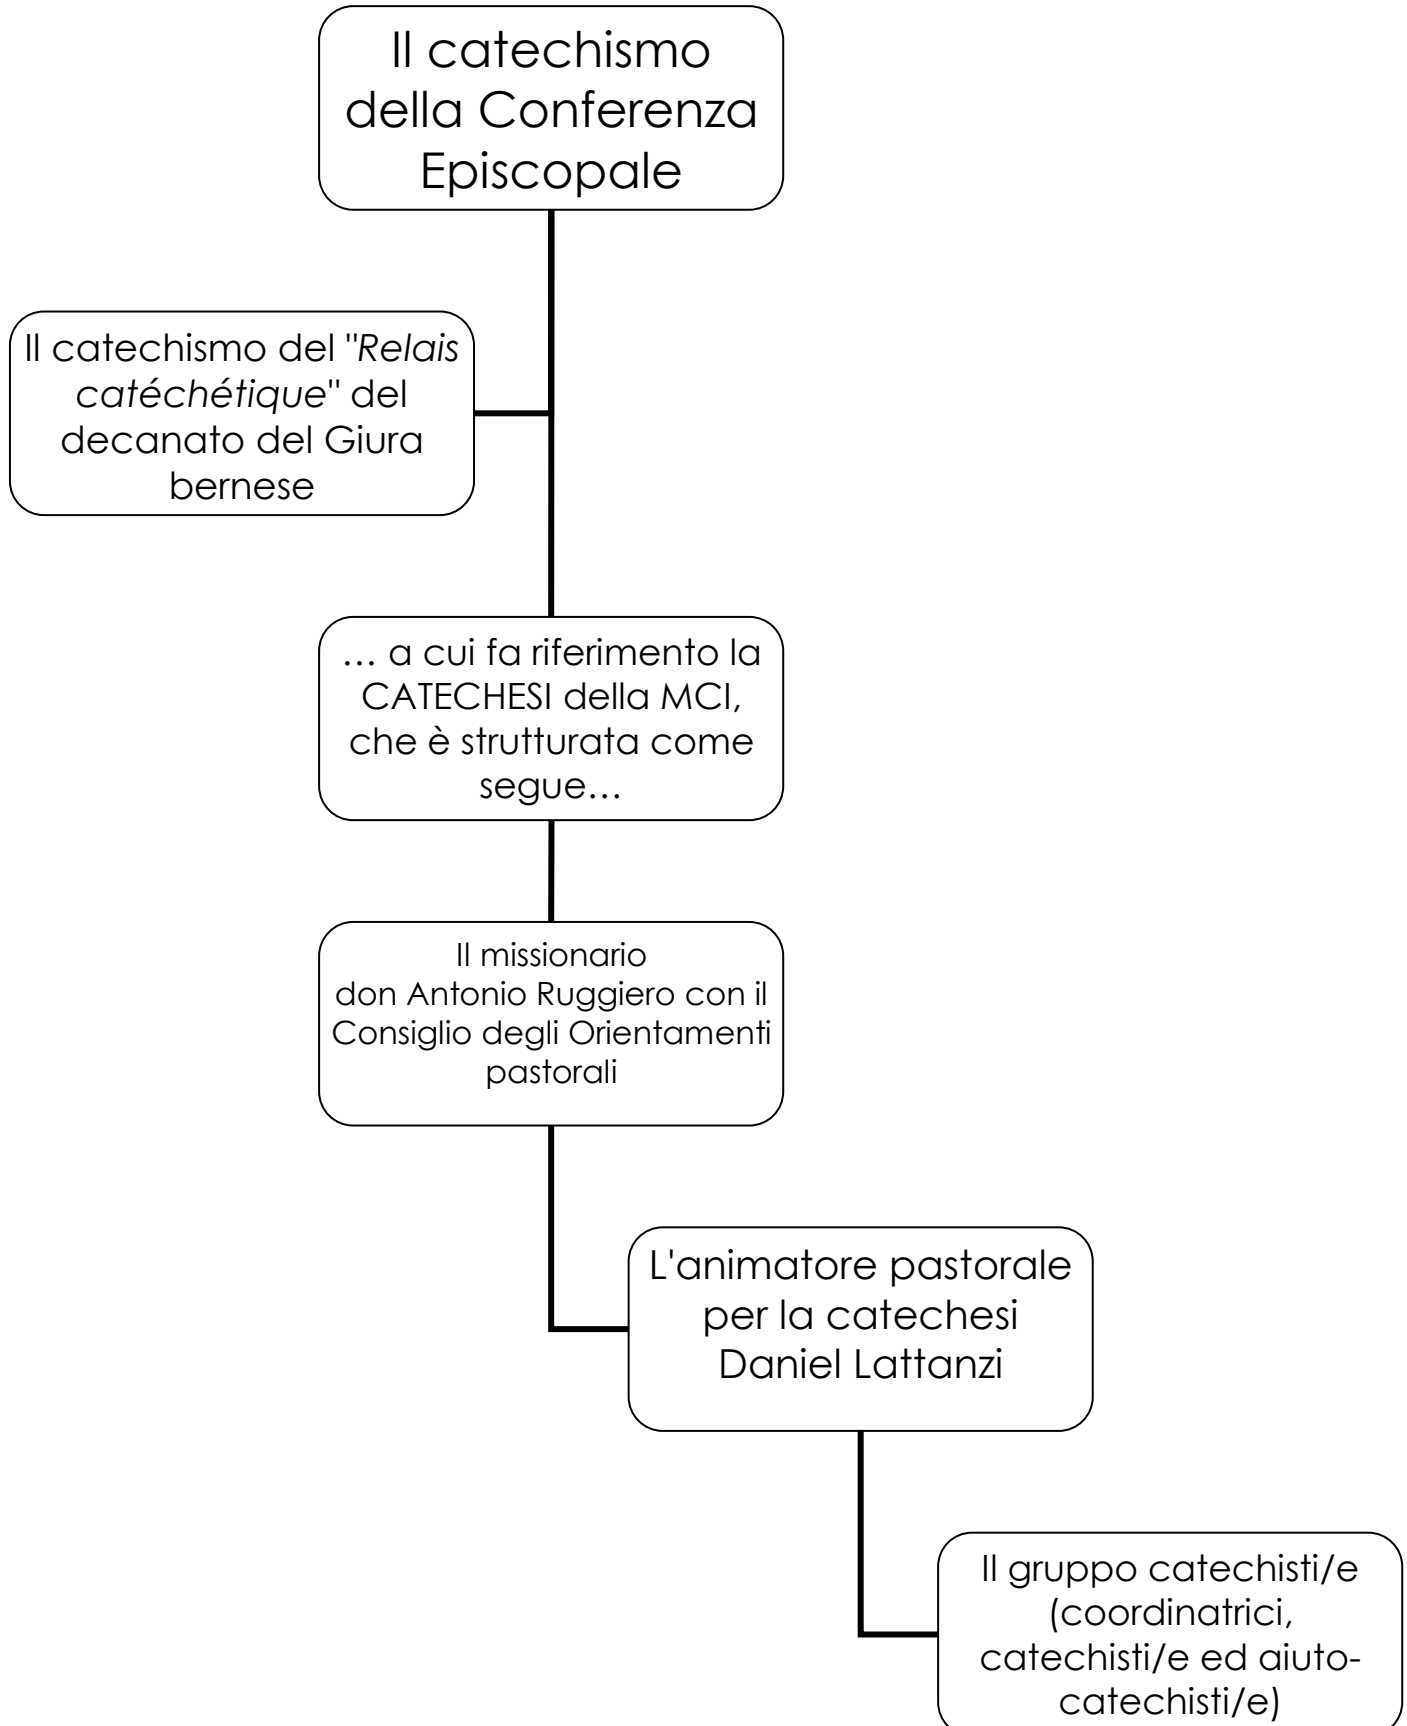 Il catechismo
della Conferenza
Episcopale
Il catechismo del "Relais
catéchétique" del
decanato del Giura
bernese
... a cui fa riferimento la
CATECHESI della MCI,
che è strutturata come
segue...
Il missionario
don Antonio Ruggiero con il
Consiglio degli Orientamenti
pastorali
L'animatore pastorale
per la catechesi
Daniel Lattanzi
Il gruppo catechisti/e
(coordinatrici,
catechisti/e ed aiuto-
catechisti/e)